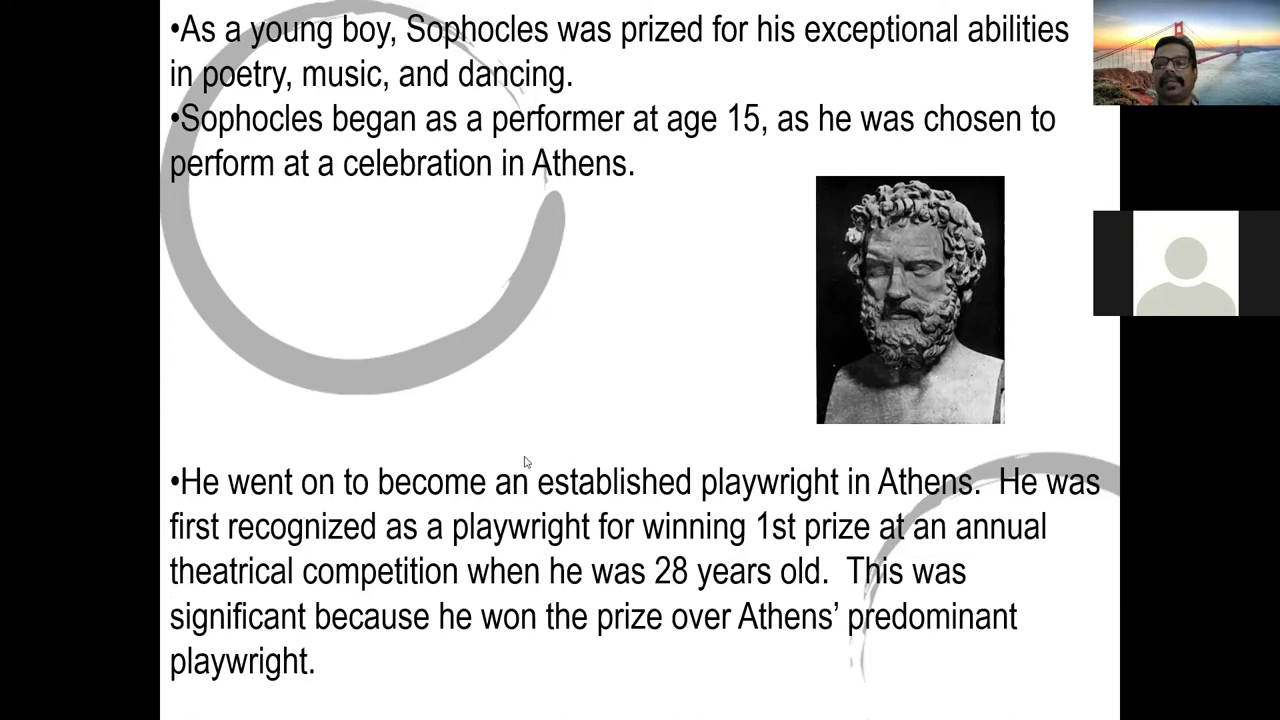 •As a young boy, Sophocles was prized for his exceptional abilities
in poetry, music, and dancing.
•Sophocles began as a performer at age 15, as he was chosen to
perform at a celebration in Athens.
•He went on to become an established playwright in Athens.  He was
first recognized as a playwright for winning 1st prize at an annual
theatrical competition when he was 28 years old.  This was
significant because he won the prize over Athens’ predominant
playwright.